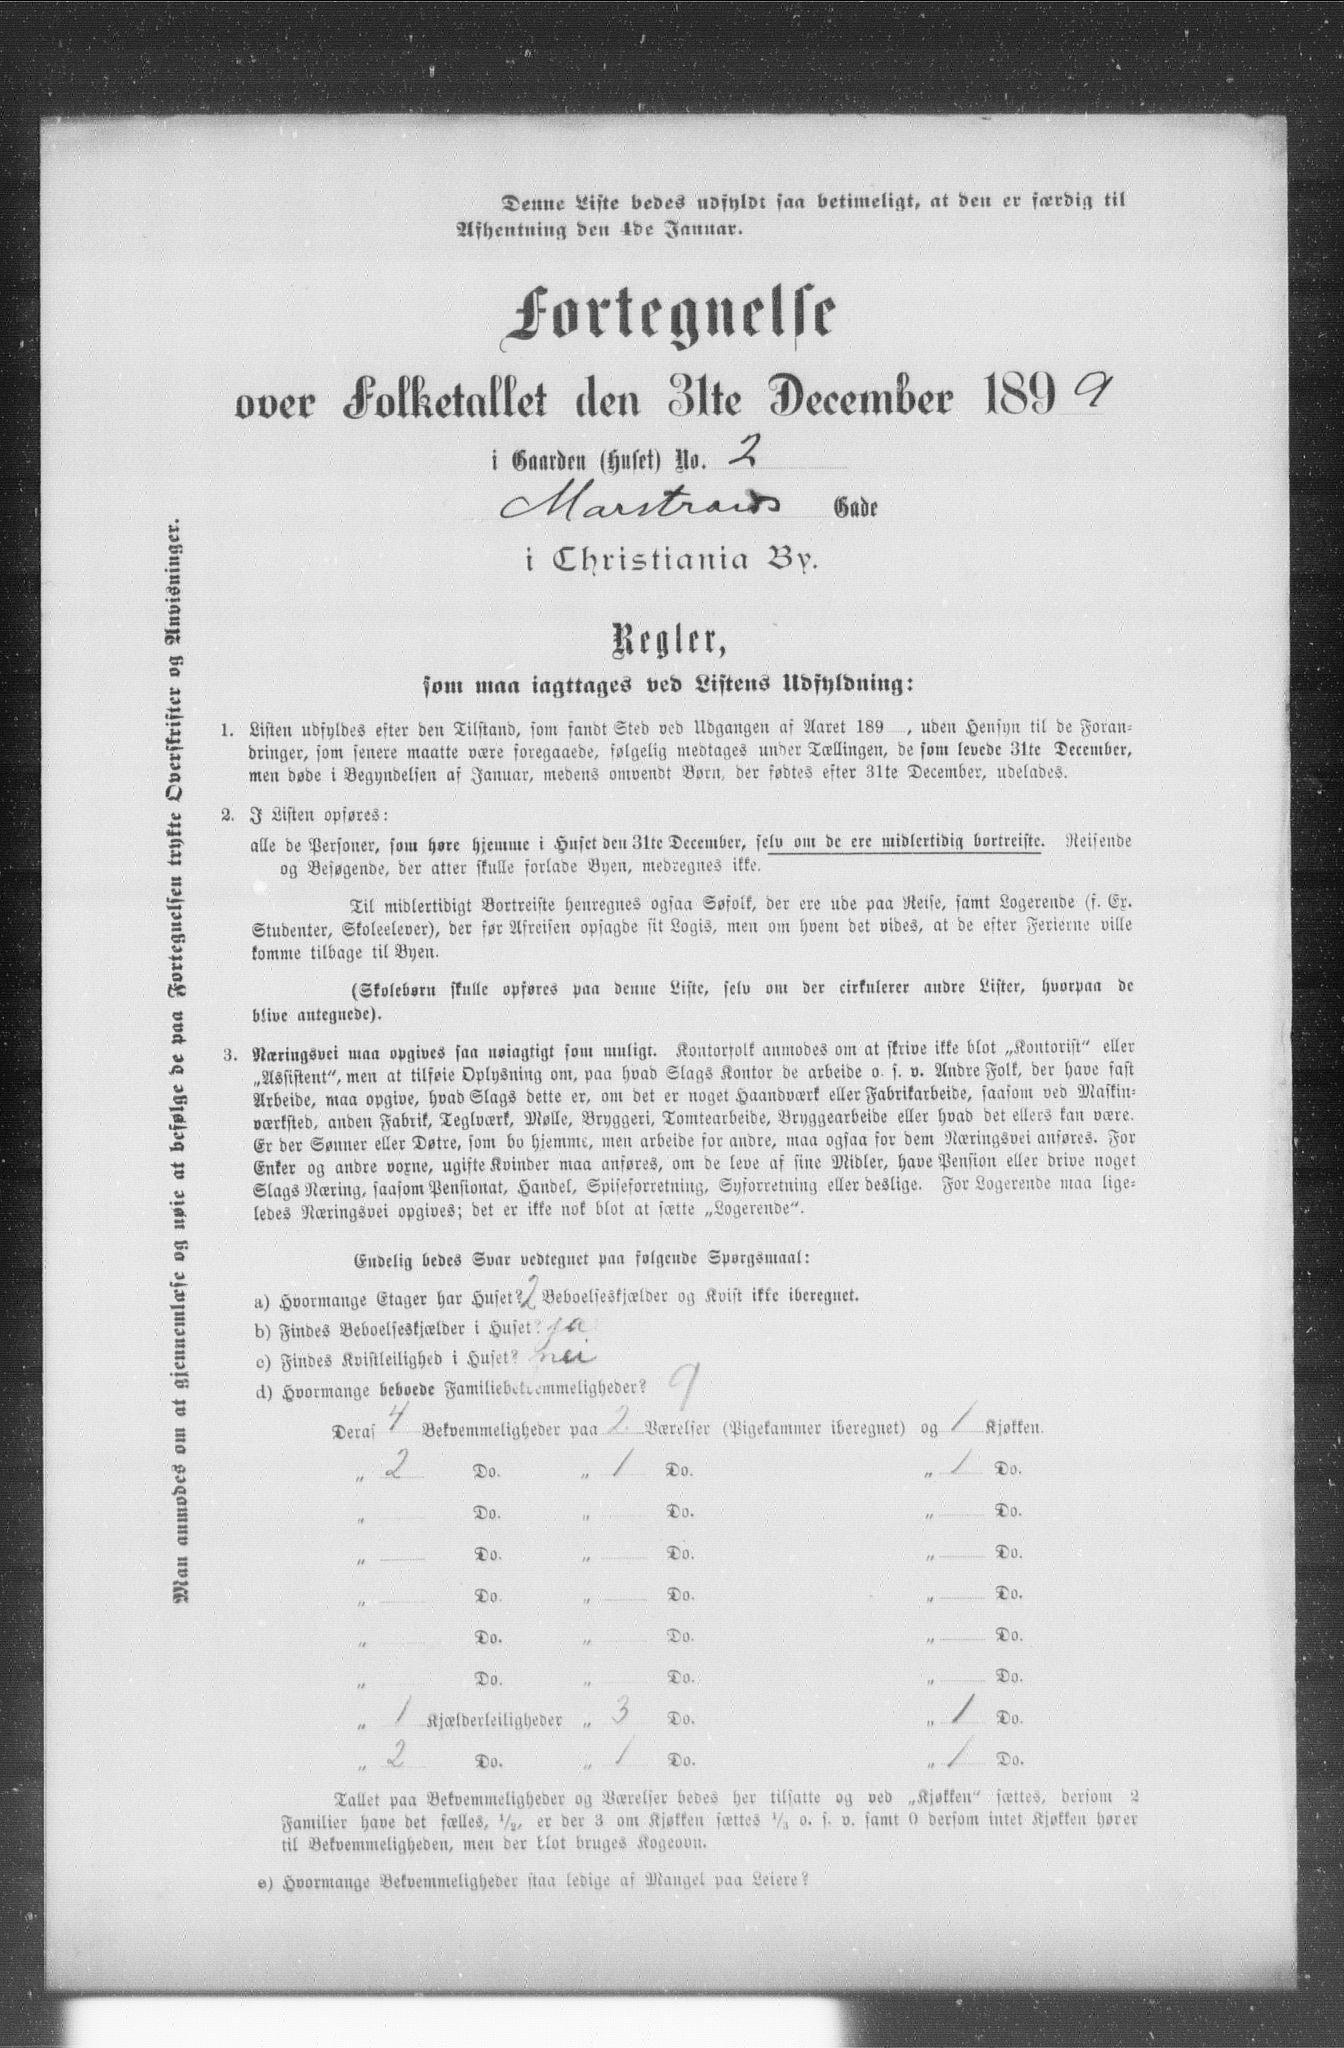 Denne Liste bedes udfyldt saa betimeligt, at den er færdig til
Afhentning den 4de Januar.
Fortegnelse
over Folketallet den 31te December 1899
i Gaarden (Huset) No. 2
Marstrands Gade
i Christiania By.
Regler,
som maa iagttages ved Listens Udfyldning:
1. Listen udfyldes efter den Tilstand, som fandt Sted ved Udgangen af Aaret 189 , uden Hensyn til de Foran-
dringer, som senere maatte være foregaaede, følgelig medtages under Tællingen, de som levede 31te December,
men døde i Begyndelsen af Januar, medens omvendt Børn, der fødtes efter 31te December, udelades.
2. I Listen opføres:
alle de Personer, som høre hjemme i Huset den 31te December, selv om de ere midlertidig bortreiste. Reisende
og Besøgende, der atter skulle forlade Byen, medregnes ikke.
Til midlertidigt Bortreiste henregnes ogsaa Søfolk, der ere ude paa Reise, samt Logerende (f. Ex.
Studenter, Skoleelever), der før Afreisen opsagde sit Logis, men om hvem det vides, at de efter Ferierne ville
komme tilbage til Byen.
(Skolebørn skulle opføres paa denne Liste, selv om der cirkulerer andre Lister, hvorpaa de
blive antegnede).
3. Næringsvei maa opgives saa nøiagtigt som muligt. Kontorfolk anmodes om at skrive ikke blot „Kontorist“ eller
„Assistent“, men at tilføie Oplysning om, paa hvad Slags Kontor de arbeide o. s. v. Andre Folk, der have fast
Arbeide, maa opgive, hvad Slags dette er, om det er noget Haandværk eller Fabrikarbeide, saasom ved Maskin-
værksted, anden Fabrik, Teglværk, Mølle, Bryggeri, Tomtearbeide, Bryggearbeide eller hvad det ellers kan være.
Er der Sønner eller Døtre, som bo hjemme, men arbeide for andre, maa ogsaa for dem Næringsvei anføres. For
Enker og andre voxne, ugifte Kvinder maa anføres, om de leve af sine Midler, have Pension eller drive noget
Slags Næring, saasom Pensionat, Handel, Spiseforretning, Syforretning eller deslige. For Logerende maa lige-
ledes Næringsvei opgives; det er ikke nok blot at sætte „Logerende“.
Endelig bedes Svar vedtegnet paa følgende Spørgsmaal:
a) Hvormange Etager har Huset? 2 Beboelseskjælder og Kvist ikke iberegnet.
b) Findes Beboelseskjælder i Huset? ja
c) Findes Kvistleilighed i Huset? nei
d) Hvormange beboede Familiebekvemmeligheder? 9
Deraf 4 Bekvemmeligheder paa 2 Værelser (Pigekammer iberegnet) og 1 Kjøkken.
„ 2 Do. „ 1 Do. „ 1 Do.
„ Do. „ Do. „ Do.
„ Do. „ Do. „ Do.
„ Do. „ Do. „ Do.
„ Do. „ Do. „ Do.
„ Do. „ Do. „ Do.
„ 1 Kjælderleiligheder „ 3 Do. „ 1 Do.
„ 2 Do. „ 1 Do. „ 1 Do.
Tallet paa Bekvemmeligheder og Værelser bedes her tilsatte og ved „Kjøkken“ sættes, dersom 2
Familier have det fælles, 1/2, er der 3 om Kjøkken sættes 1/3 o. s. v. samt 0 dersom intet Kjøkken hører
til Bekvemmeligheden, men der blot bruges Kogeovn.
e) Hvormange Bekvemmeligheder staa ledige af Mangel paa Leiere?
Man anmodes om at gjennemlæse og nøie at befølge de paa Fortegnelsen trykte Overskrifter og Anvisninger.